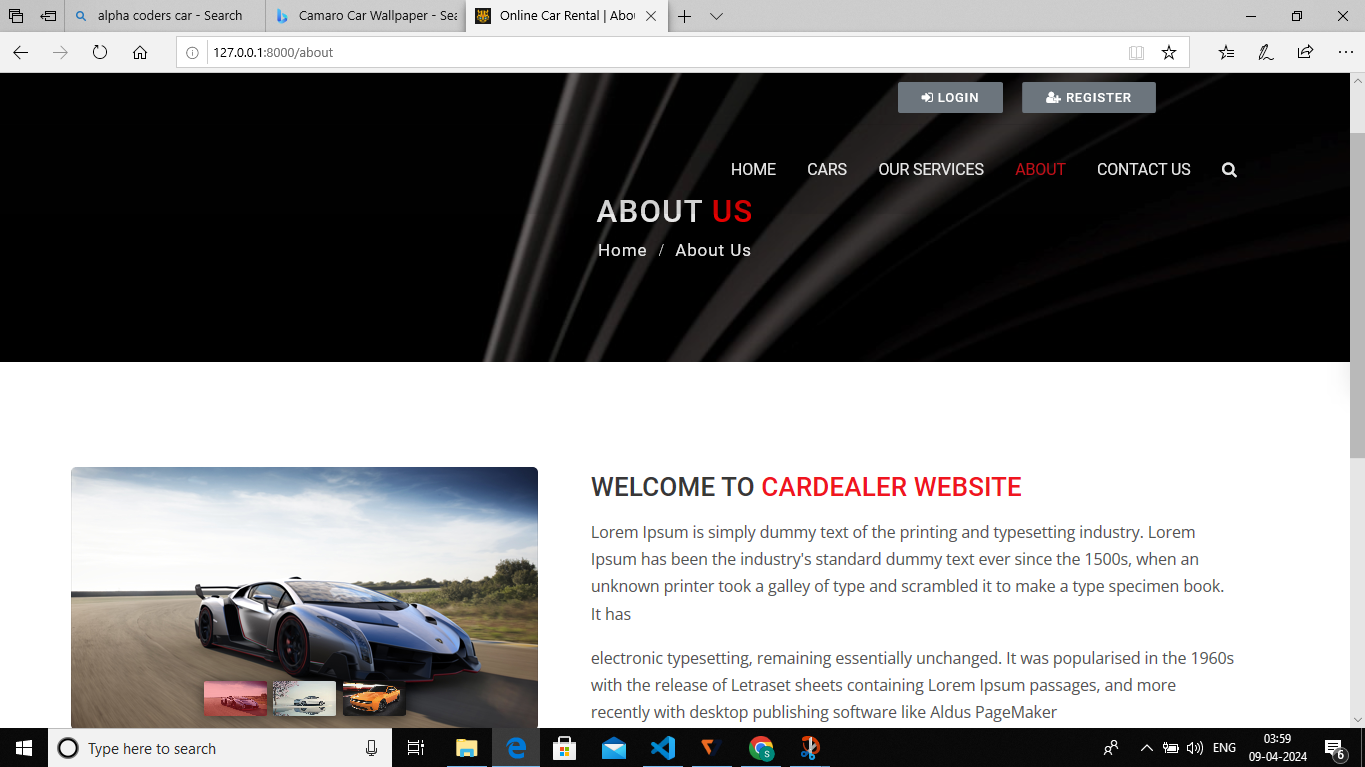 alpha coders car - Search
Camaro Car Wallpaper - Sea
Online Car Rental | Abou
127.0.0.1:8000/about
LOGIN REGISTER
HOME CARS OUR SERVICES ABOUT CONTACT US
ABOUT US
Home / About Us
WELCOME TO CARDEALER WEBSITE
Lorem Ipsum is simply dummy text of the printing and typesetting industry. Lorem
Ipsum has been the industry's standard dummy text ever since the 1500s, when an
unknown printer took a galley of type and scrambled it to make a type specimen book.
It has
electronic typesetting, remaining essentially unchanged. It was popularised in the 1960s
with the release of Letraset sheets containing Lorem Ipsum passages, and more
recently with desktop publishing software like Aldus PageMaker
Type here to search
ENG
03:59
09-04-2024
6